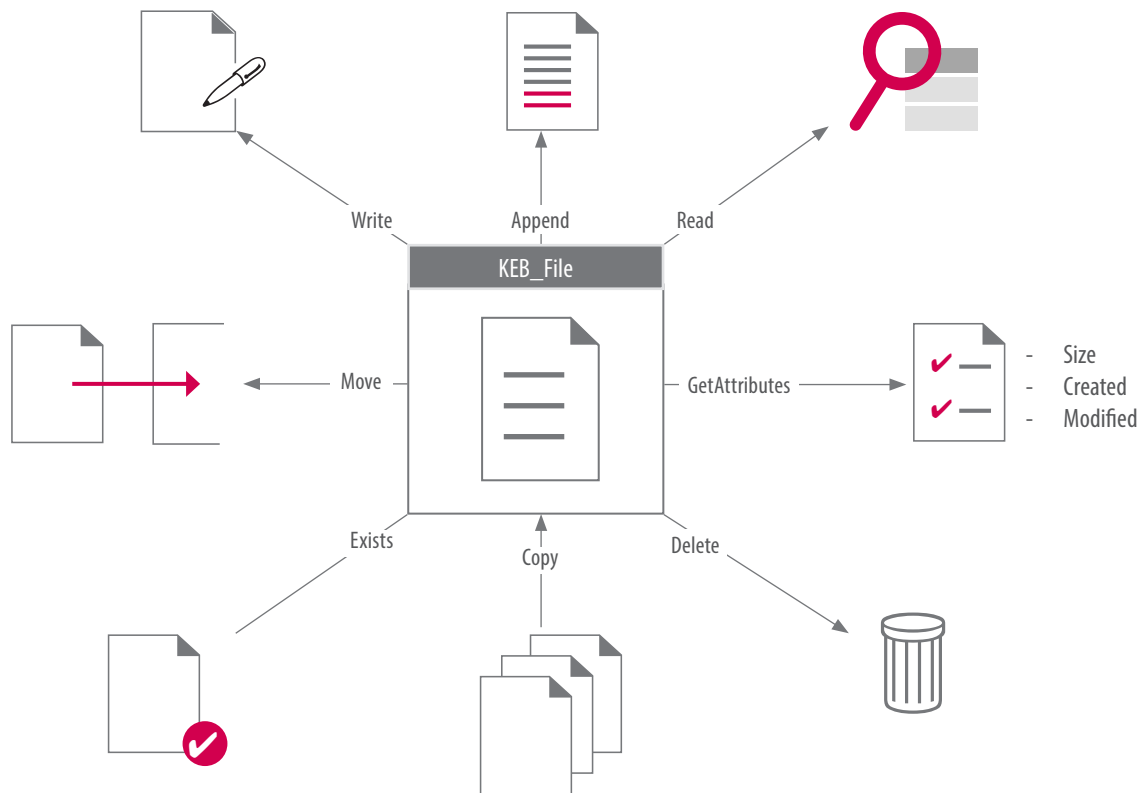 Write
Append
Read
KEB_File
Move
GetAttributes
- Size
- Created
- Modified
Exists
Copy
Delete